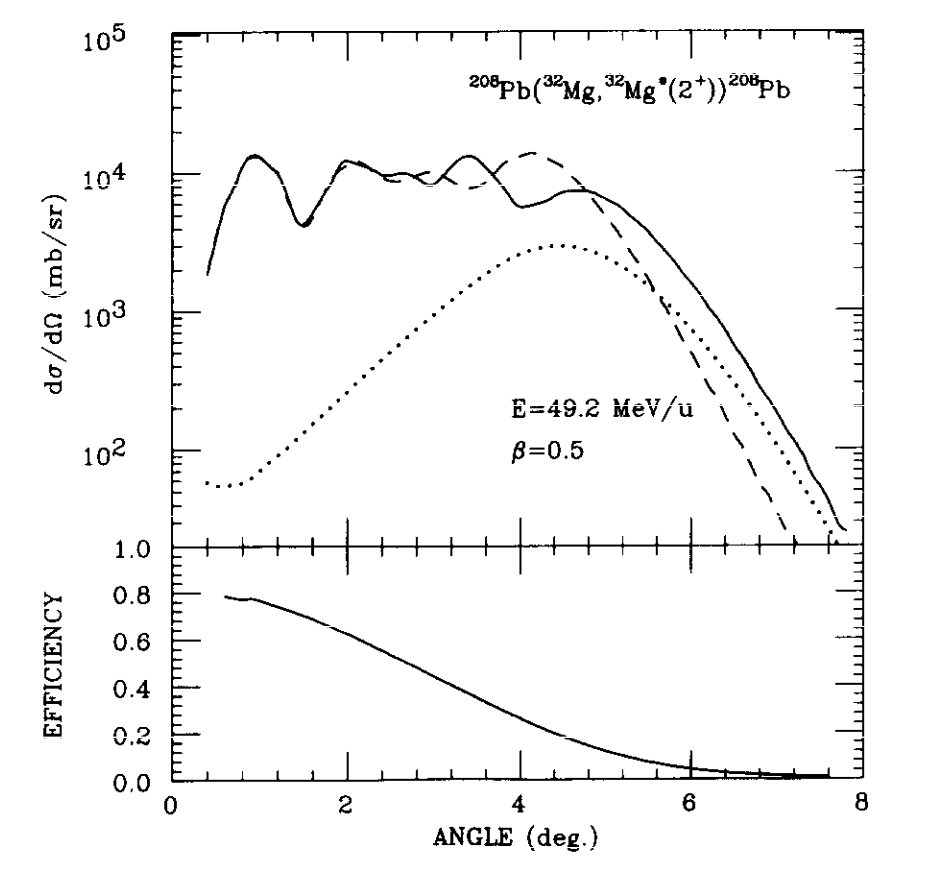 10⁵
²⁰⁸Pb(³²Mg,³²Mg*(2⁺))²⁰⁸Pb
10⁴
dσ/dΩ (mb/sr)
10³
E=49.2 MeV/u
β=0.5
10²
1.0
0.8
0.6
EFFICIENCY
0.4
0.2
0.0
0 2 4 6 8
ANGLE (deg.)